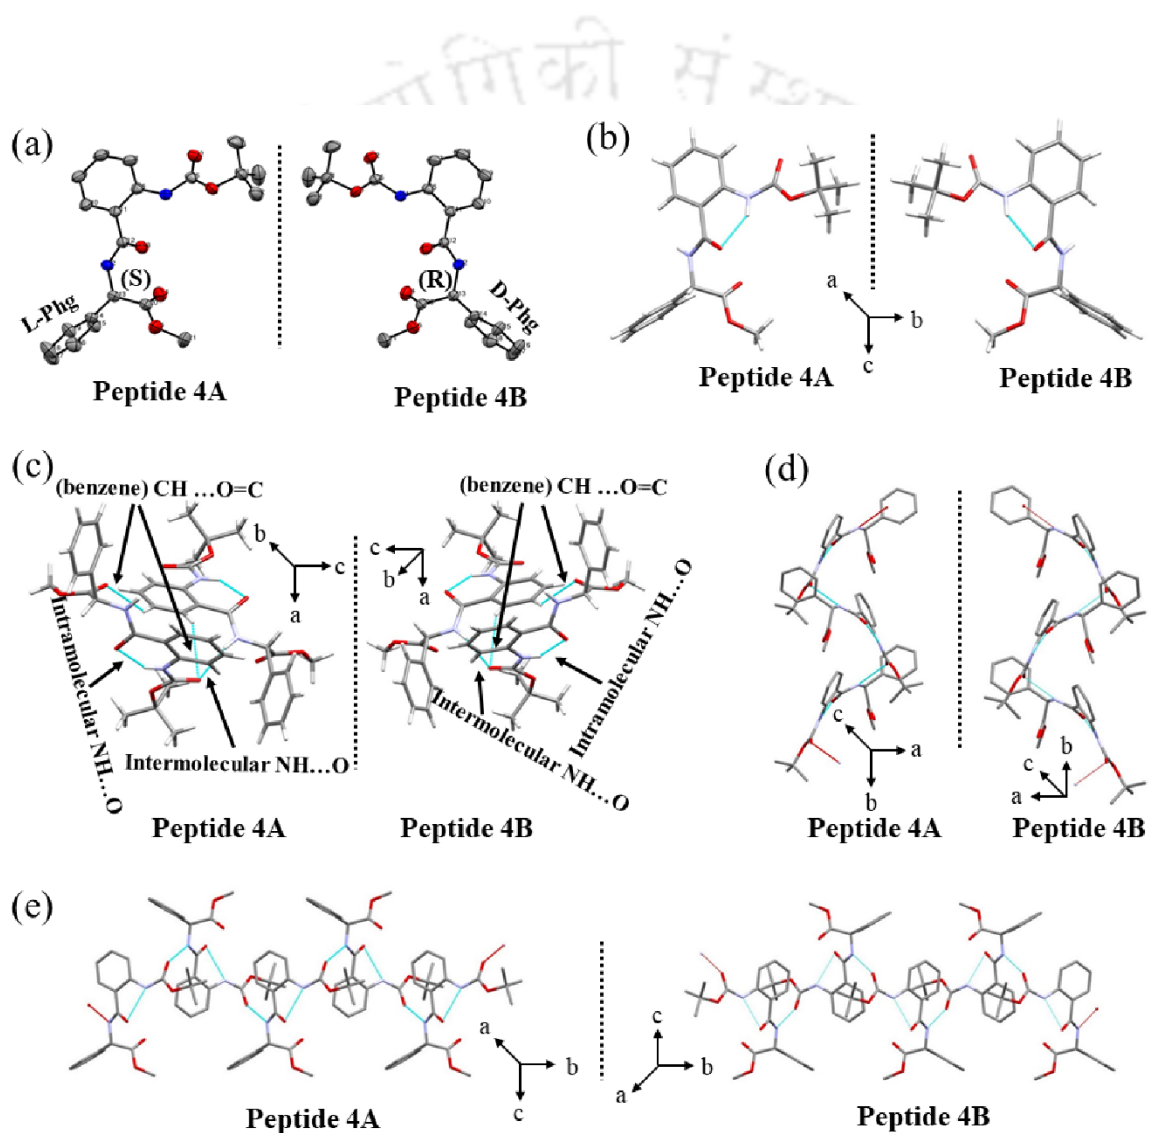 गिकी सं
(a)
(S)
(R)
L-Phg
D-Phg
Peptide 4A
Peptide 4B
(b)
a
b
c
Peptide 4A
Peptide 4B
(c)
(benzene) CH …O=C
(benzene) CH …O=C
b
c
a
c
b
a
Intramolecular NH…O
Intermolecular NH…O
Intermolecular NH…O
Intramolecular NH…O
Peptide 4A
Peptide 4B
(d)
c
a
b
b
c
a
Peptide 4A
Peptide 4B
(e)
a
b
c
c
b
a
Peptide 4A
Peptide 4B